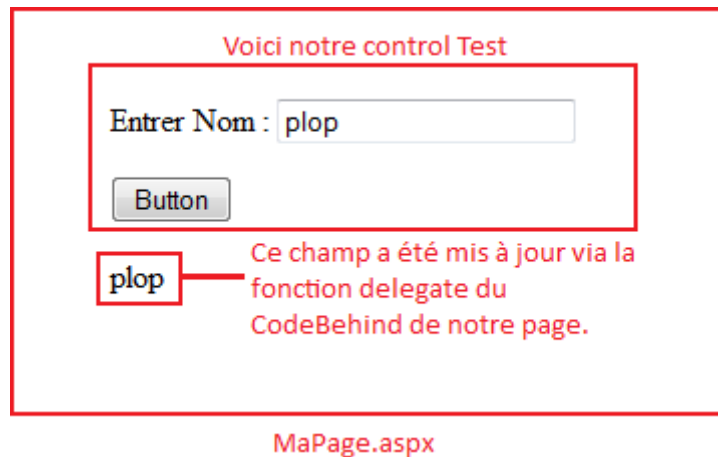 Voici notre control Test
Entrer Nom : plop
Button
plop
Ce champ a été mis à jour via la
fonction delegate du
CodeBehind de notre page.
MaPage.aspx